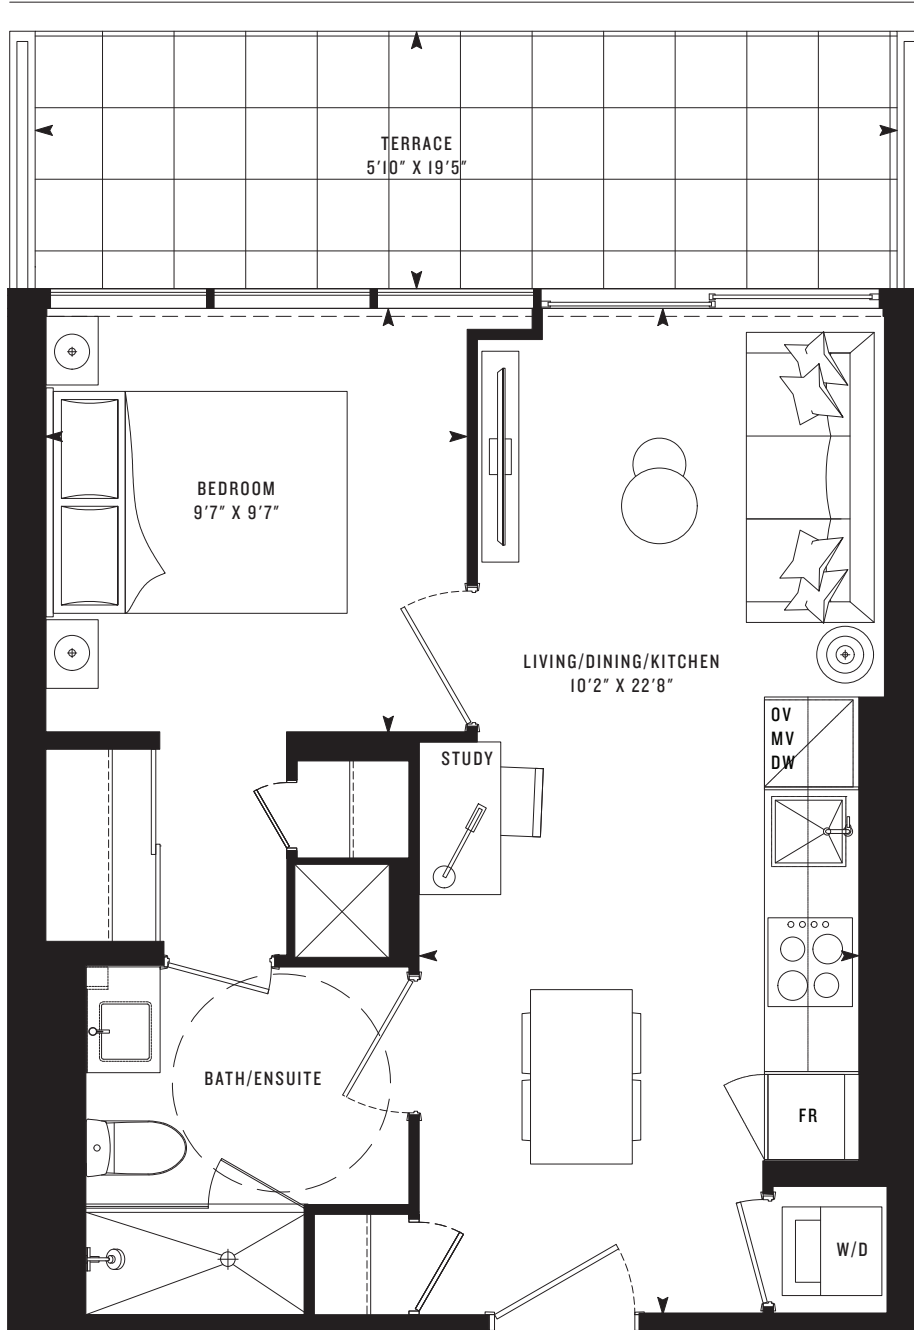 TERRACE
5'10" X 19'5"
BEDROOM
9'7" X 9'7"
LIVING/DINING/KITCHEN
10'2" X 22'8"
OV
MV
DW
STUDY
BATH/ENSUITE
FR
W/D